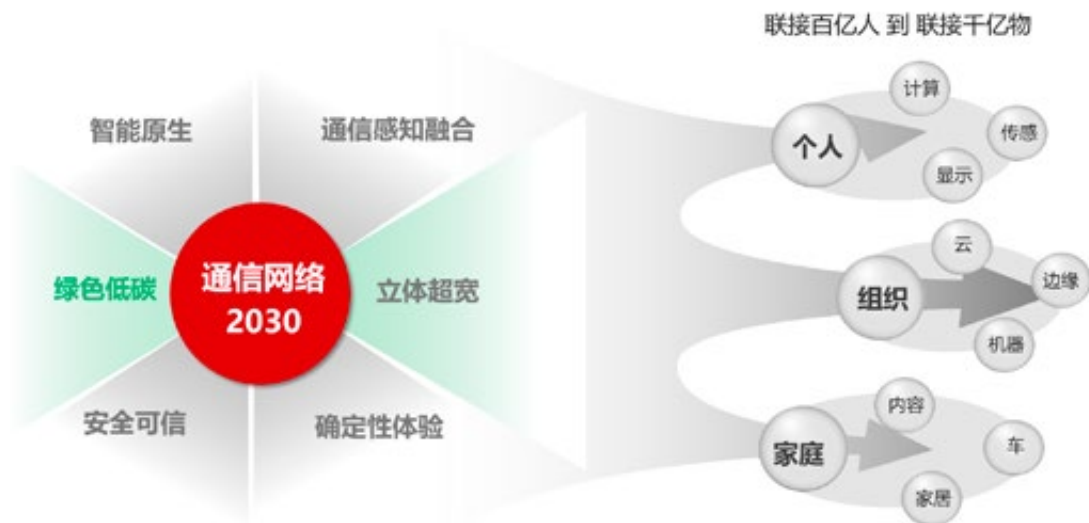 联接百亿人 到 联接千亿物
智能原生
通信感知融合
绿色低碳
通信网络
2030
立体超宽
安全可信
确定性体验
个人
计算
传感
显示
组织
云
边缘
机器
家庭
内容
车
家居